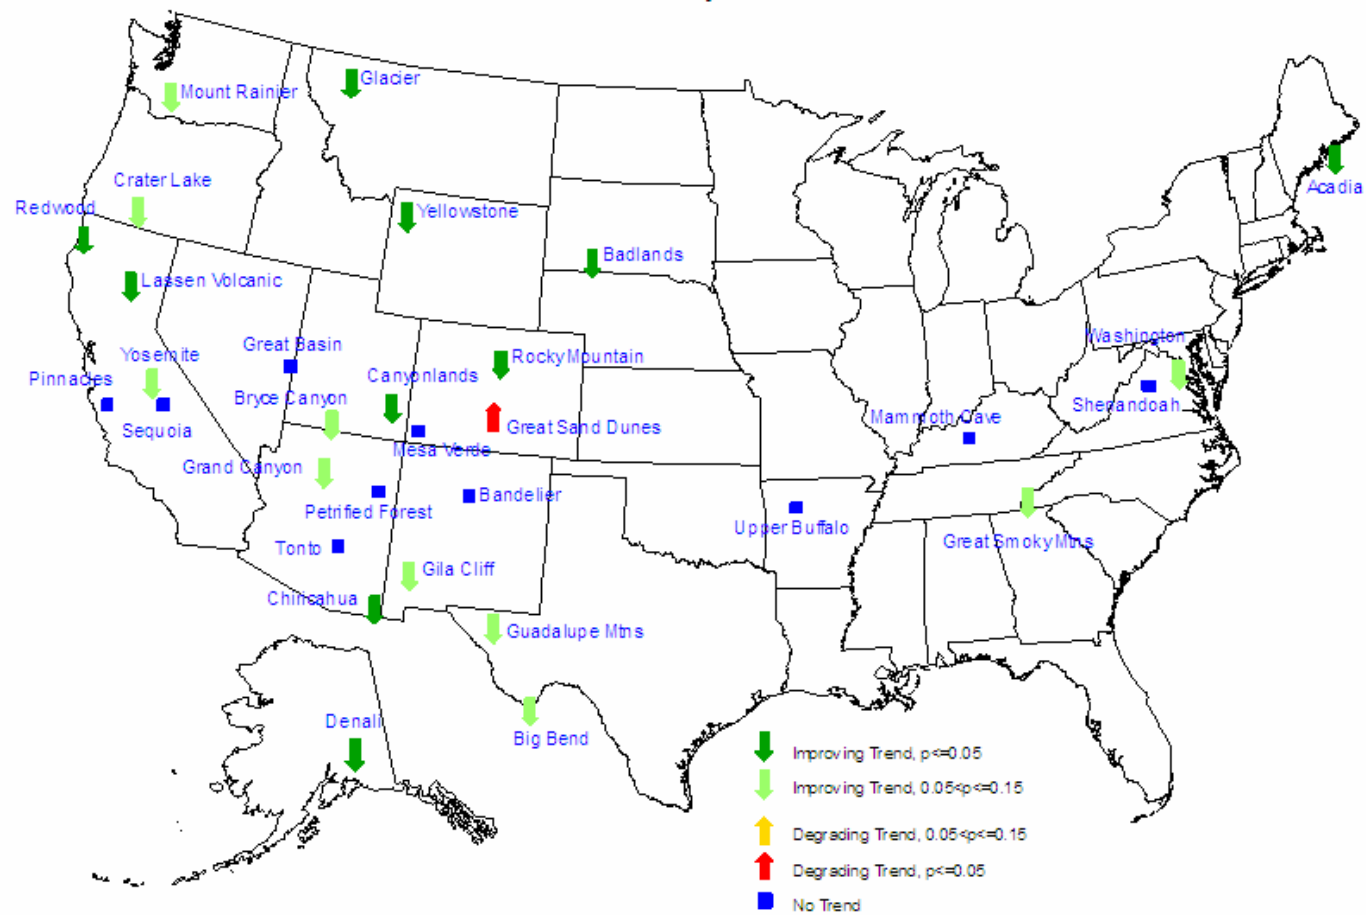 Glacier
Mount Rainier
Acadia
Crater Lake
Redwood
Yellowstone
Badlands
Lassen Volcanic
Washington
Great Basin
Yosemite
Rocky Mountain
Canyonlands
Pinnacles
Bryce Canyon
Shenandoah
Mammoth Cave
Great Sand Dunes
Sequoia
Mesa Verde
Grand Canyon
Bandelier
Petrified Forest
Upper Buffalo
Great Smoky Mtns
Tonto
Gila Cliff
Chiricahua
Guadalupe Mtns
Denali
Big Bend
Improving Trend, p<=0.05
Improving Trend, 0.05<p<=0.15
Degrading Trend, 0.05<p<=0.15
Degrading Trend, p<=0.05
No Trend